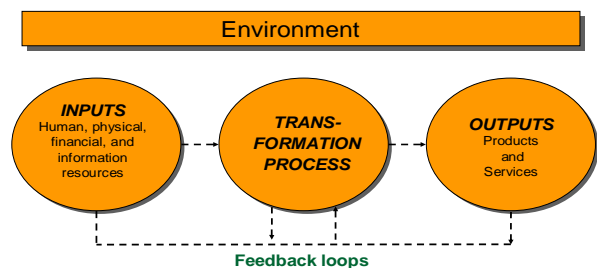 Environment
INPUTS
Human, physical,
financial, and
information
resources
TRANS-
FORMATION
PROCESS
OUTPUTS
Products
and
Services
Feedback loops